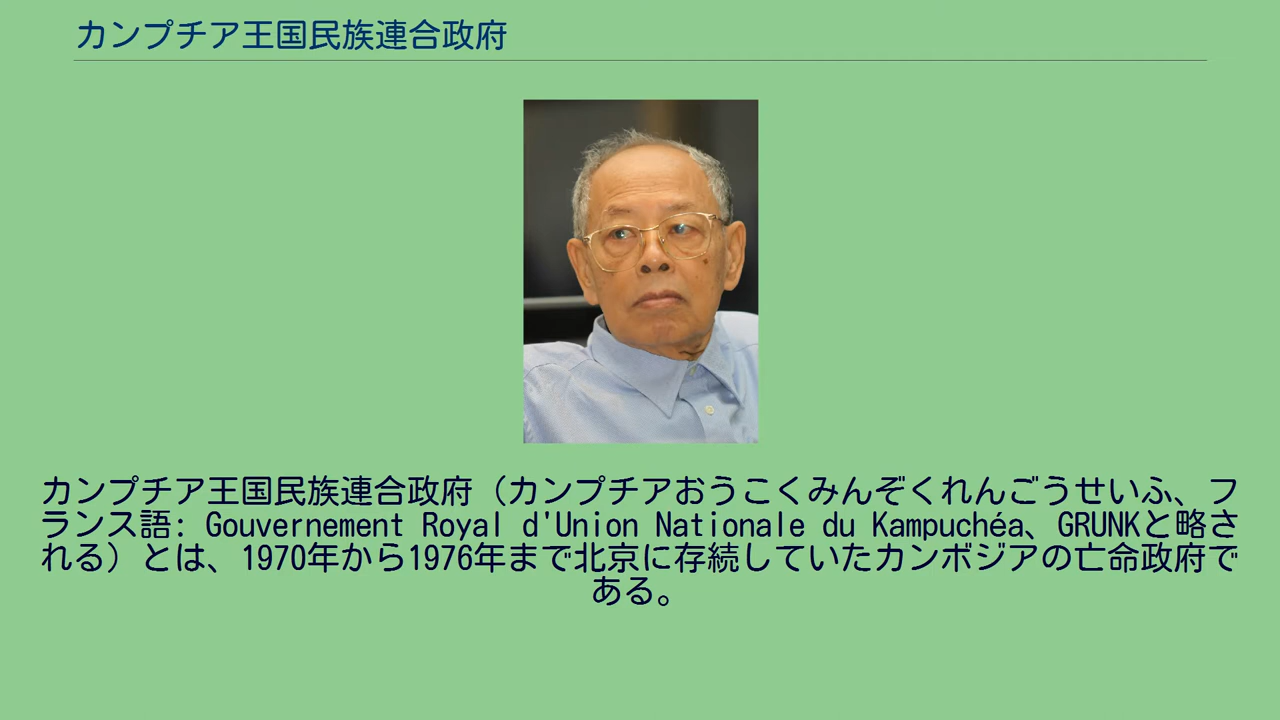 カンプチア王国民族連合政府
カンプチア王国民族連合政府（カンプチアおうこくみんぞくれんごうせいふ、フ
ランス語: Gouvernement Royal d'Union Nationale du Kampuchéa、GRUNKと略さ
れる）とは、1970年から1976年まで北京に存続していたカンボジアの亡命政府で
ある。